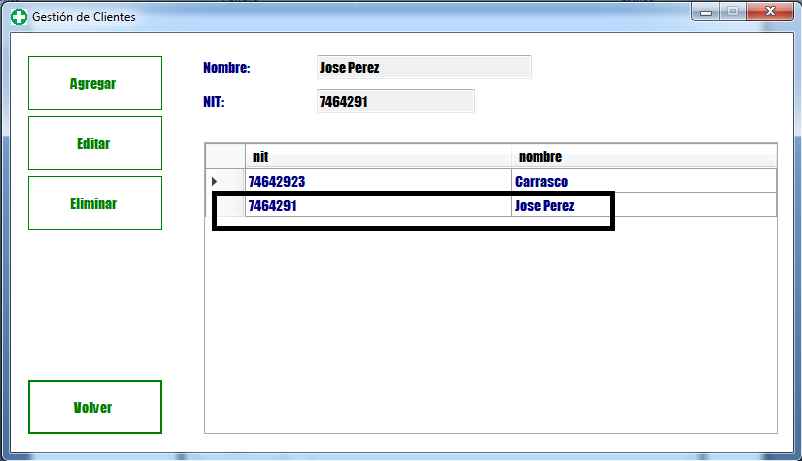 Gestión de Clientes
Agregar
Editar
Eliminar
Volver
Nombre: Jose Perez
NIT: 7464291
nit nombre
74642923 Carrasco
7464291 Jose Perez